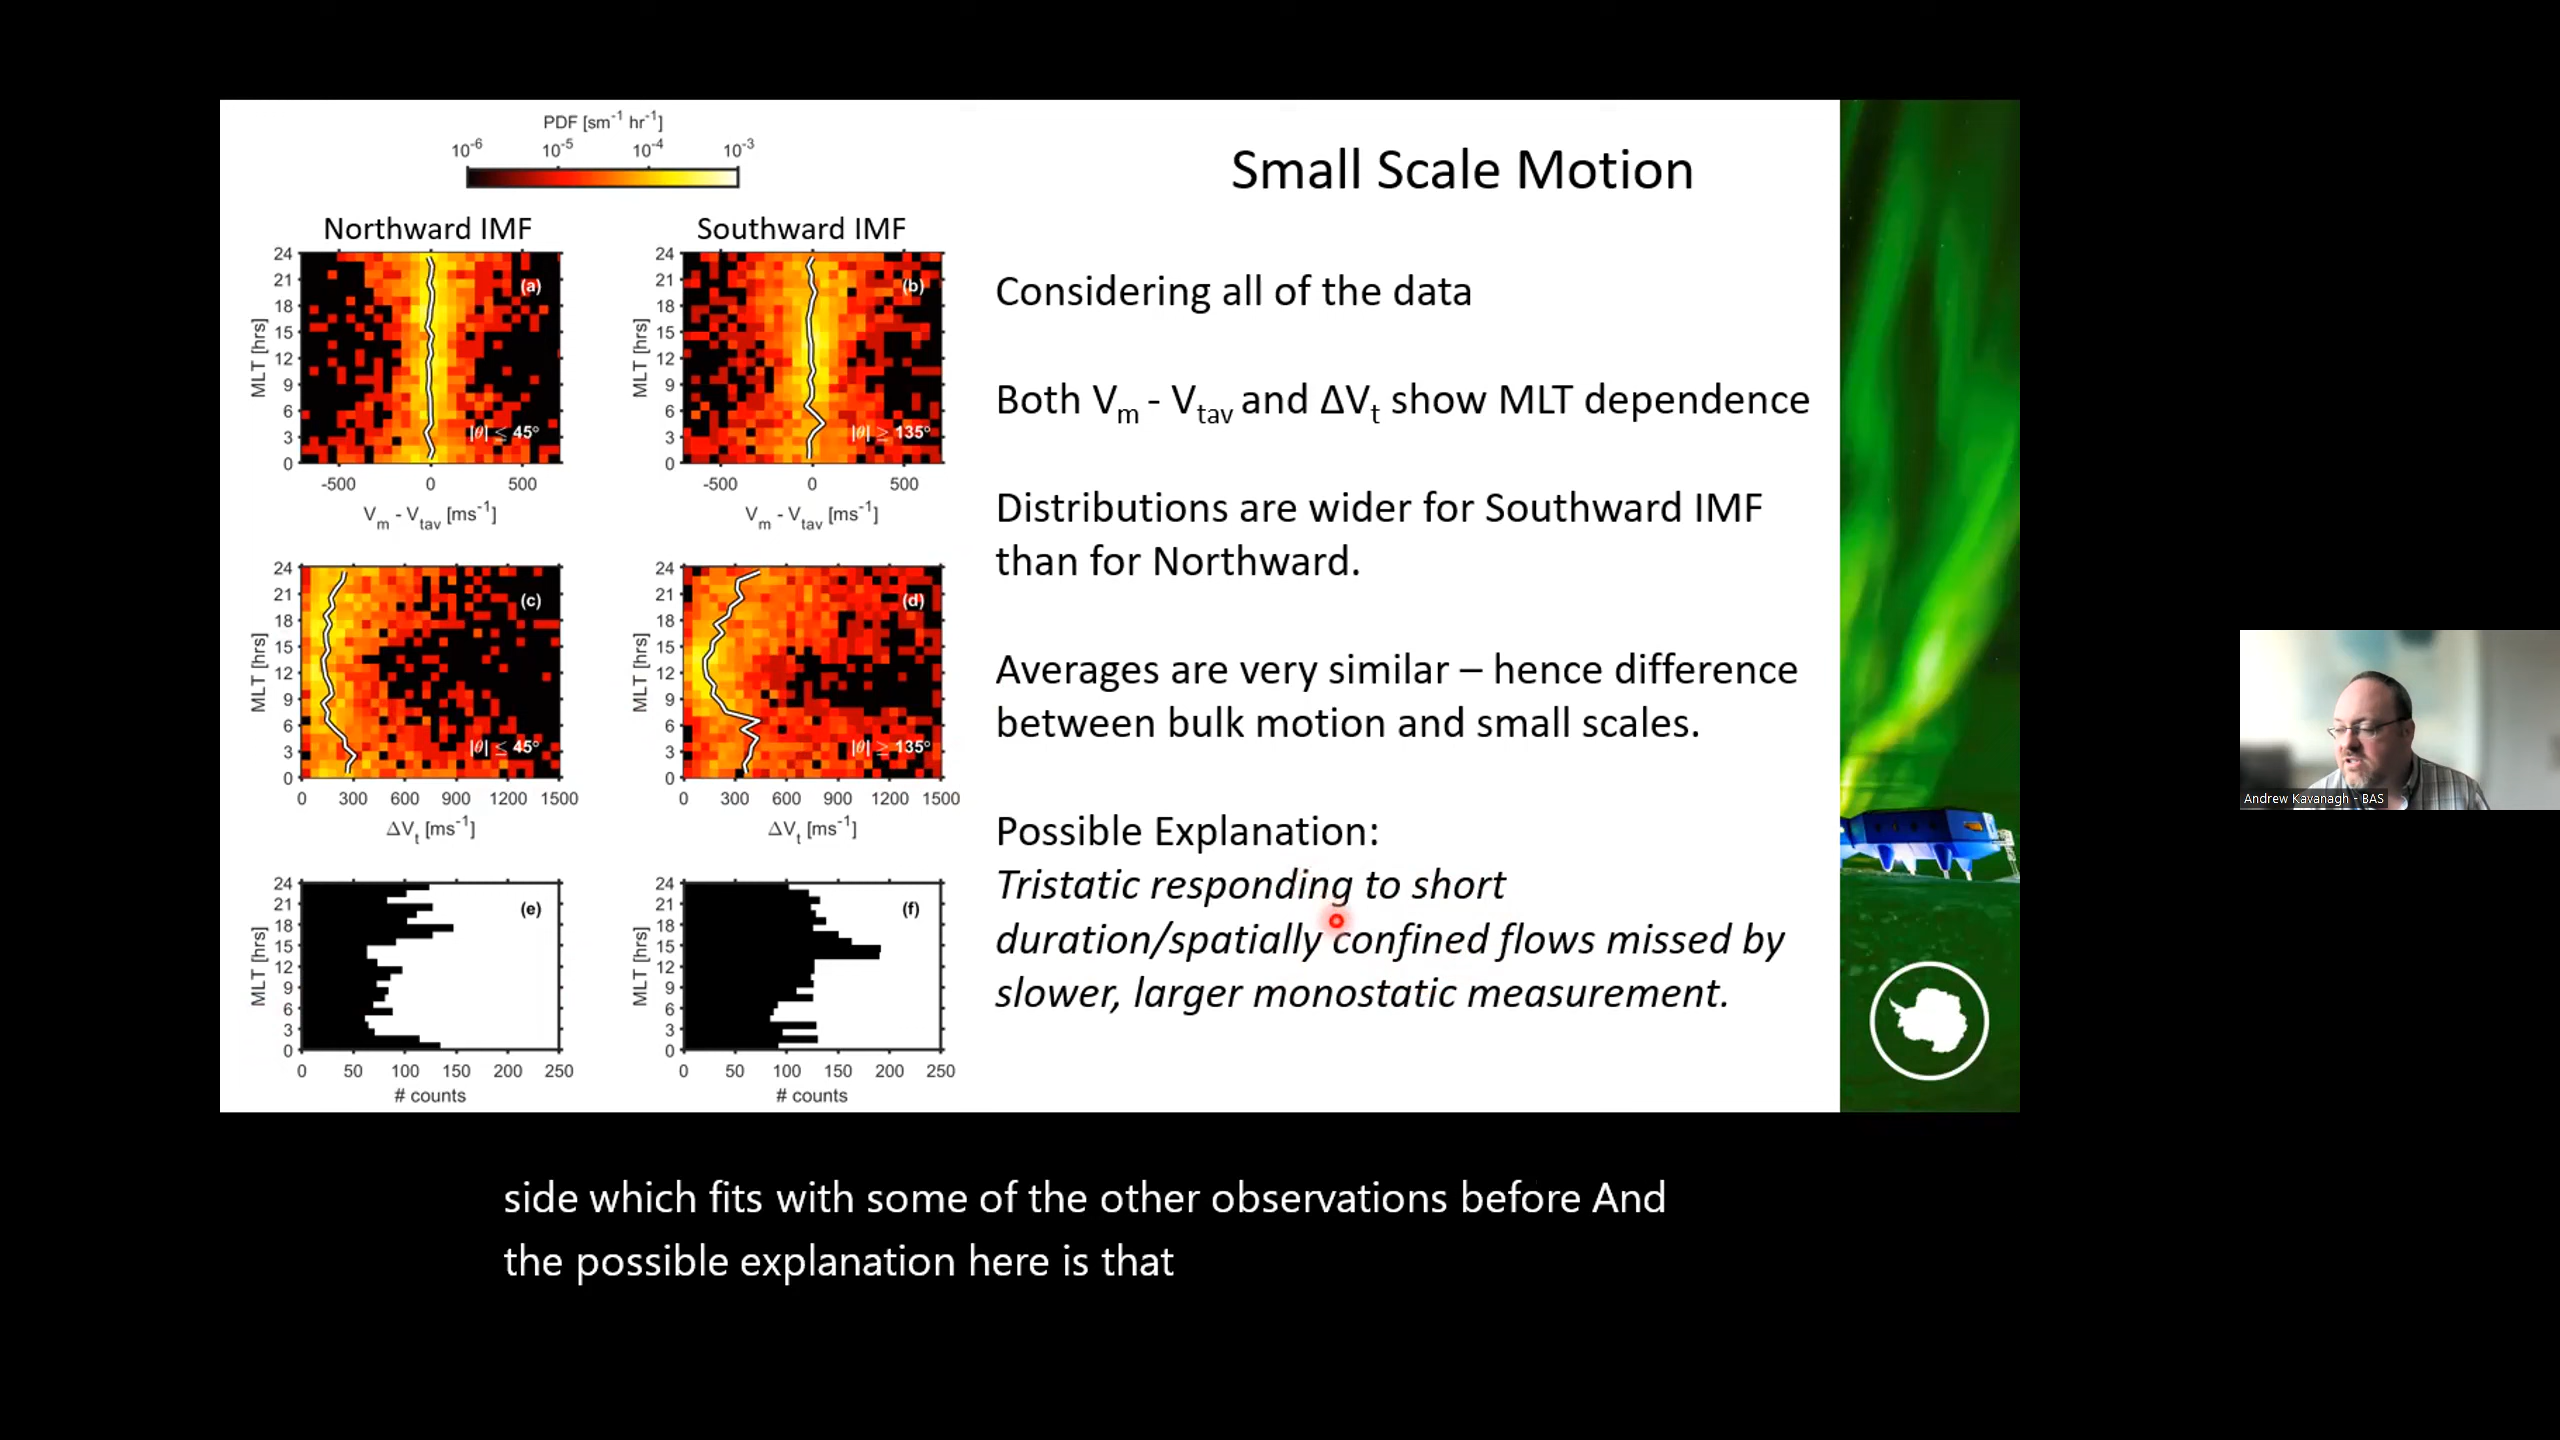 PDF [sm⁻¹ hr⁻¹]
10⁻⁶ 10⁻⁵ 10⁻⁴ 10⁻³
Northward IMF
24
21
18
15
12
9
6
3
0
MLT [hrs]
(a)
|θ| ≤ 45°
-500 0 500
Vm - Vtav [ms⁻¹]
Southward IMF
24
21
18
15
12
9
6
3
0
MLT [hrs]
(b)
|θ| ≥ 135°
-500 0 500
Vm - Vtav [ms⁻¹]
24
21
18
15
12
9
6
3
0
MLT [hrs]
(c)
|θ| ≤ 45°
0 300 600 900 1200 1500
ΔVt [ms⁻¹]
24
21
18
15
12
9
6
3
0
MLT [hrs]
(d)
|θ| ≥ 135°
0 300 600 900 1200 1500
ΔVt [ms⁻¹]
24
21
18
15
12
9
6
3
0
MLT [hrs]
(e)
0 50 100 150 200 250
# counts
24
21
18
15
12
9
6
3
0
MLT [hrs]
(f)
0 50 100 150 200 250
# counts
Small Scale Motion
Considering all of the data
Both Vm - Vtav and ΔVt show MLT dependence
Distributions are wider for Southward IMF
than for Northward.
Averages are very similar – hence difference
between bulk motion and small scales.
Possible Explanation:
Tristatic responding to short
duration/spatially confined flows missed by
slower, larger monostatic measurement.
Andrew Kavanagh - BAS
side which fits with some of the other observations before And
the possible explanation here is that